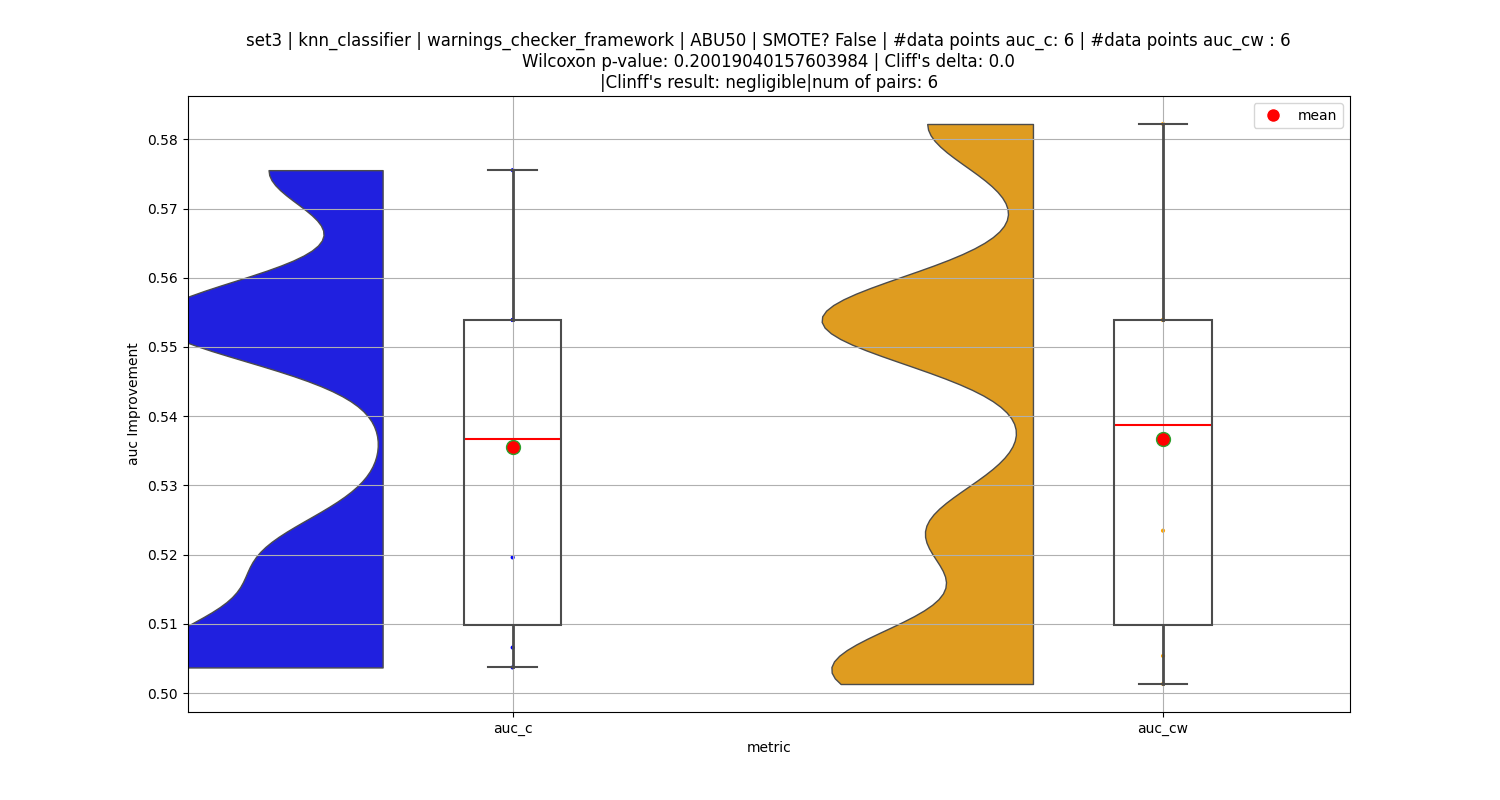 set3 | knn_classifier | warnings_checker_framework | ABU50 | SMOTE? False | #data points auc_c: 6 | #data points auc_cw : 6
Wilcoxon p-value: 0.20019040157603984 | Cliff's delta: 0.0
|Clinff's result: negligible|num of pairs: 6
mean
0.58
0.57
0.56
0.55
0.54
0.53
0.52
0.51
0.50
auc Improvement
auc_c
auc_cw
metric